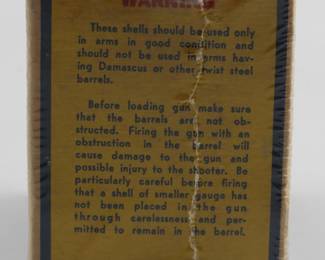 WARNING
These shells should be used only
in arms in good condition and
should not be used in arms hav-
ing Damascus or other twist steel
barrels.
Before loading gun make sure
that the barrels are not ob-
structed. Firing the gun with an
obstruction in the barrel will
cause damage to the gun and
possible injury to the shooter. Be
particularly careful before firing
that a shell of smaller gauge has
not been placed in the gun
through carelessness and per-
mitted to remain in the barrel.